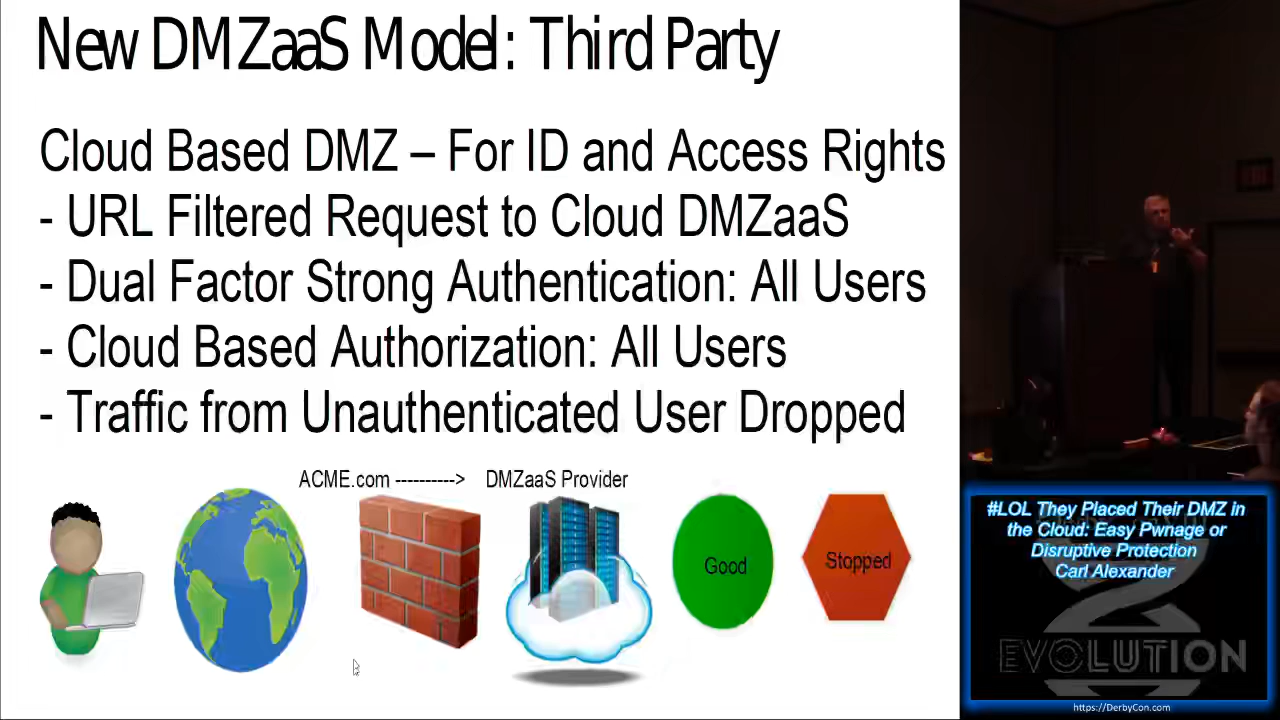 New DMZaaS Model: Third Party
Cloud Based DMZ – For ID and Access Rights
- URL Filtered Request to Cloud DMZaaS
- Dual Factor Strong Authentication: All Users
- Cloud Based Authorization: All Users
- Traffic from Unauthenticated User Dropped
ACME.com ----------> DMZaaS Provider
Good
Stopped
#LOL They Placed Their DMZ in
the Cloud: Easy Pwnage or
Disruptive Protection
Carl Alexander
EVOLUTION
https://DerbyCon.com